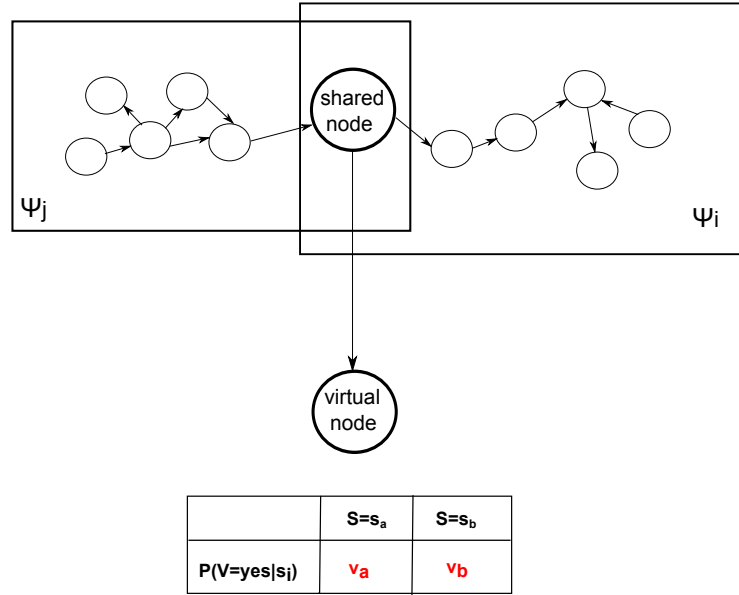 shared
node
Ψj
Ψi
virtual
node
S=sa S=sb
P(V=yes|si) va vb